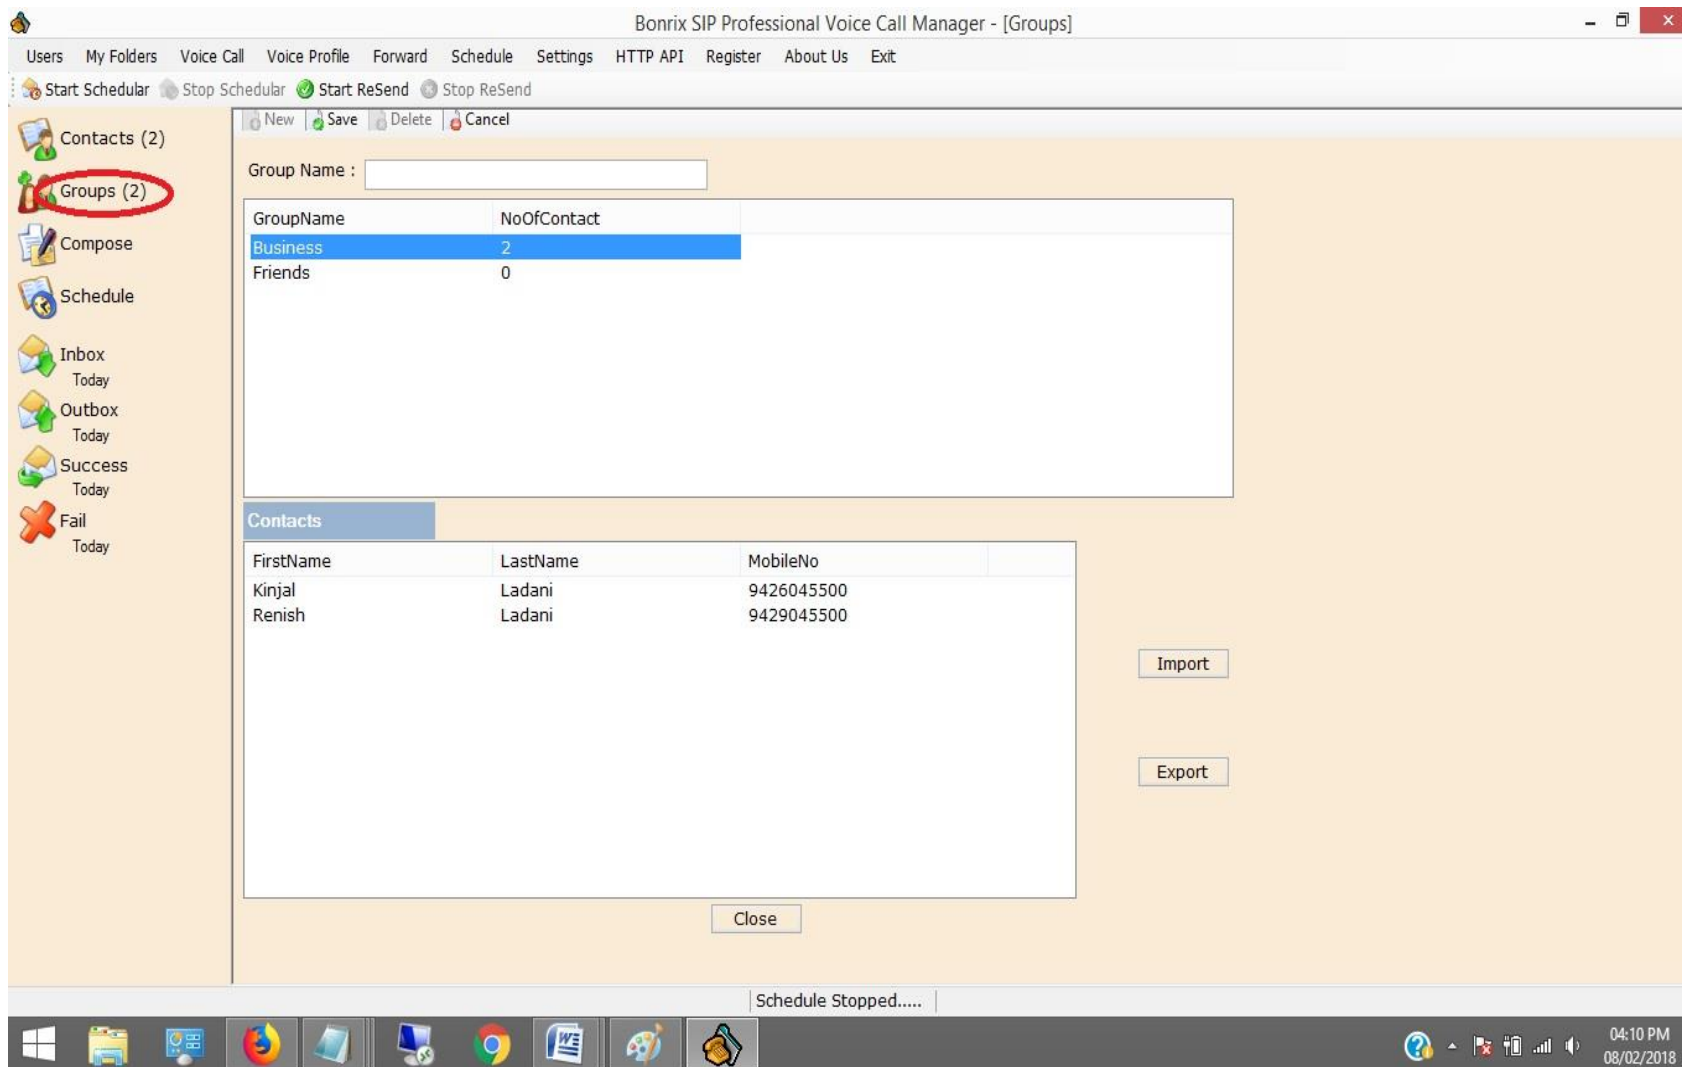 Bonrix SIP Professional Voice Call Manager - [Groups]
Users My Folders Voice Call Voice Profile Forward Schedule Settings HTTP API Register About Us Exit
Start Schedular Stop Schedular Start ReSend Stop ReSend
New Save Delete Cancel
Contacts (2)
Groups (2)
Compose
Schedule
Inbox
Today
Outbox
Today
Success
Today
Fail
Today
Group Name :
GroupName NoOfContact
Business 2
Friends 0
Contacts
FirstName LastName MobileNo
Kinjal Ladani 9426045500
Renish Ladani 9429045500
Import
Export
Close
Schedule Stopped.....
04:10 PM
08/02/2018